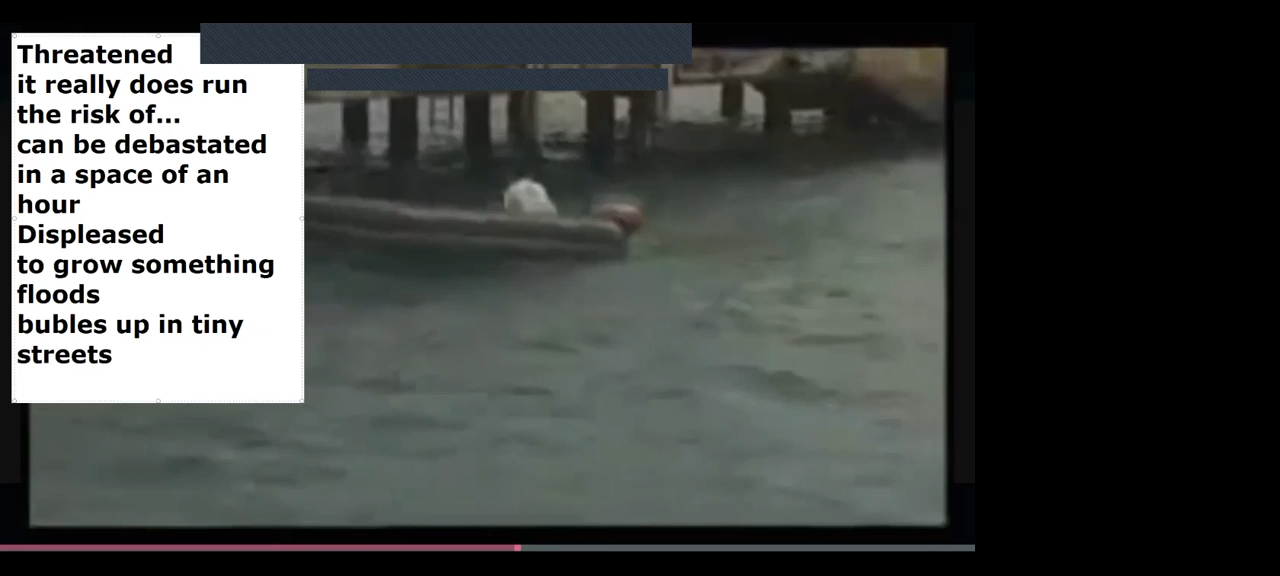 Threatened
it really does run
the risk of...
can be debastated
in a space of an
hour
Displeased
to grow something
floods
bubles up in tiny
streets